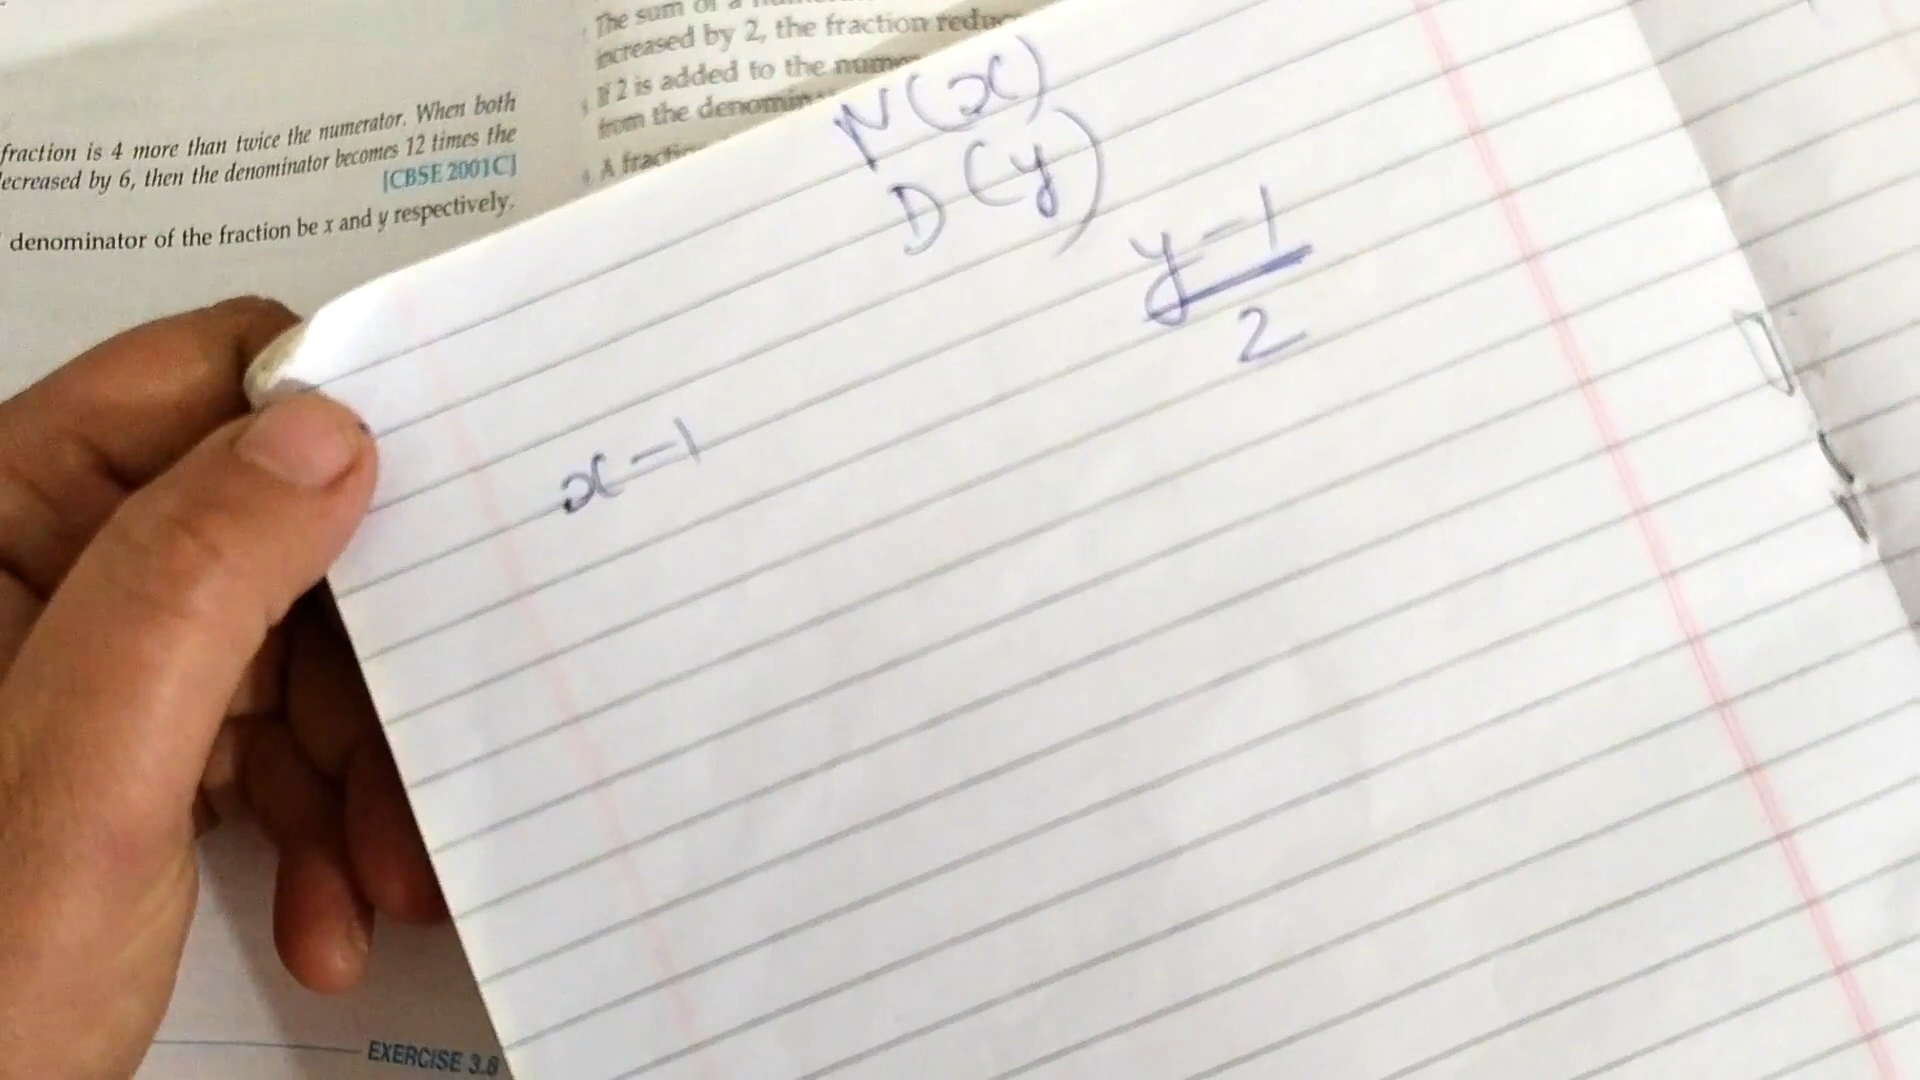 fraction is 4 more than twice the numerator. When both
ecreased by 6, then the denominator becomes 12 times the
[CBSE 2001C]
denominator of the fraction be x and y respectively.
The sum of a
increased by 2, the fraction
If 2 is added to the
from the
A
N(x)
D(y)
y-1
2
x=1
EXERCISE 3.8